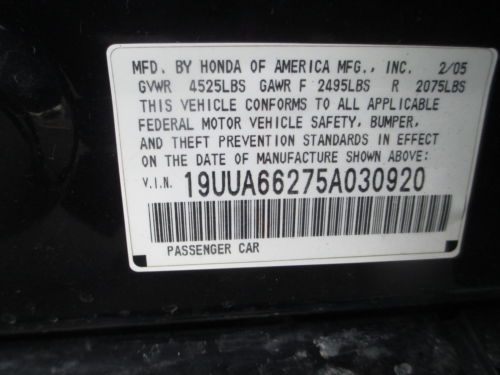 MFD. BY HONDA OF AMERICA MFG., INC. 2/05
GVWR 4525LBS GAWR F 2495LBS R 2075LBS
THIS VEHICLE CONFORMS TO ALL APPLICABLE
FEDERAL MOTOR VEHICLE SAFETY, BUMPER,
AND THEFT PREVENTION STANDARDS IN EFFECT
ON THE DATE OF MANUFACTURE SHOWN ABOVE:
V.I.N. 19UUA66275A030920
PASSENGER CAR